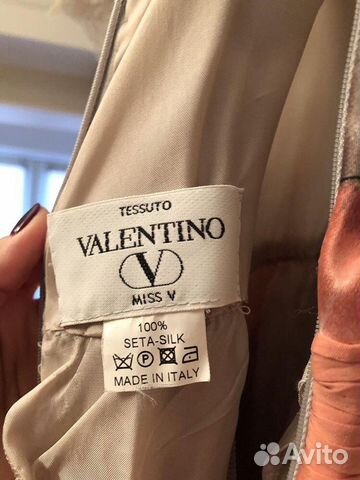 TESSUTO
VALENTINO
V
MISS V
100%
SETA-SILK
P
MADE IN ITALY
Avito